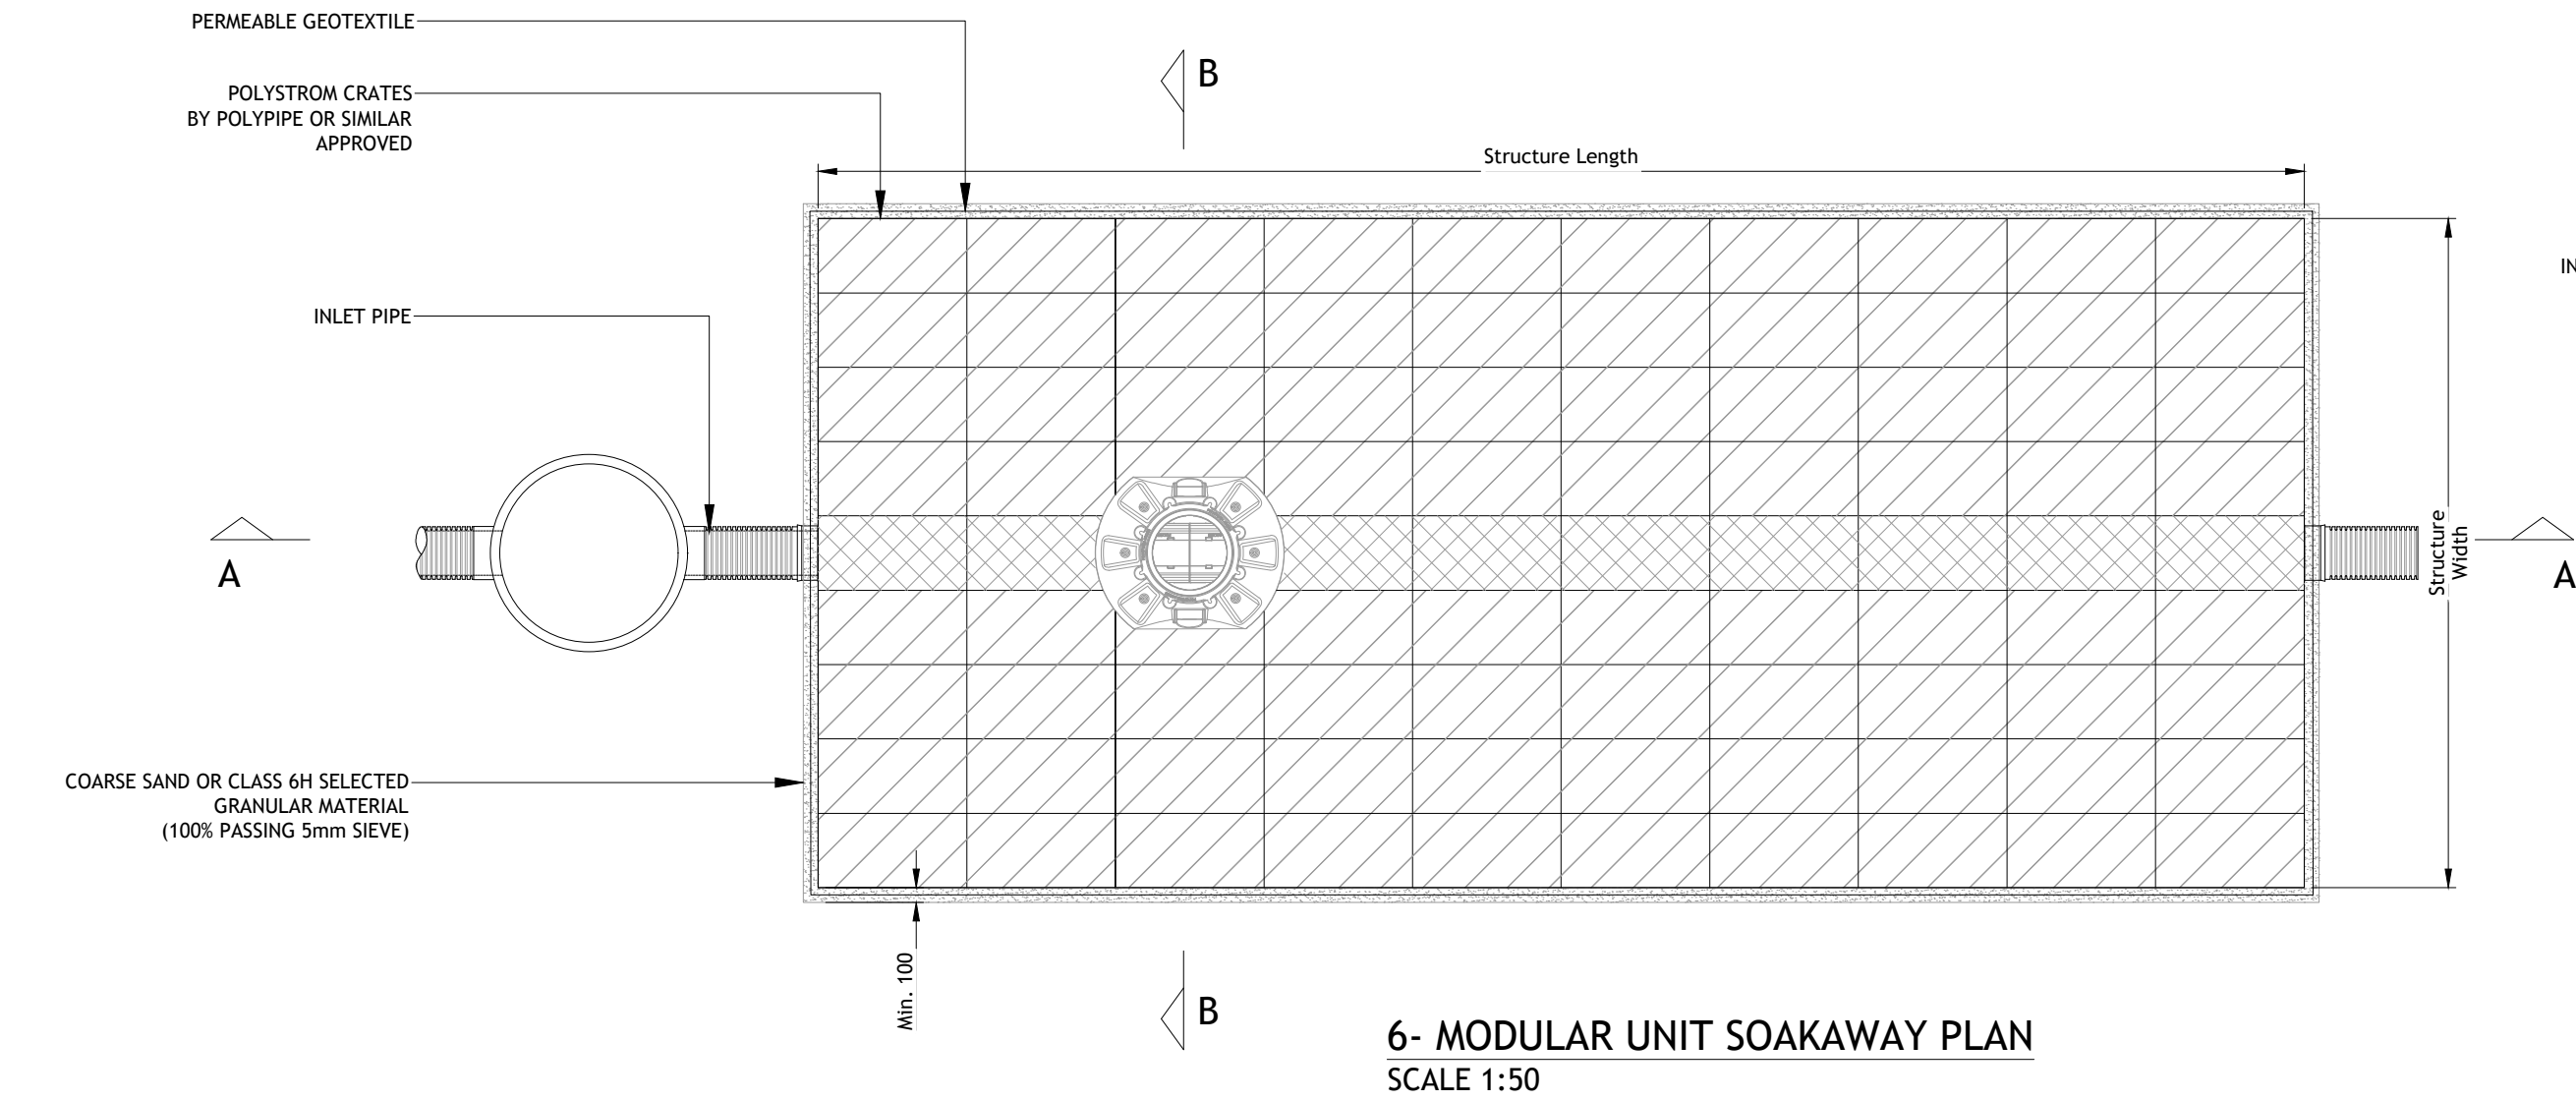 PERMEABLE GEOTEXTILE
POLYSTROM CRATES
BY POLYPIPE OR SIMILAR
APPROVED
B
Structure Length
INLET PIPE
IN
A
Structure
Width
A
COARSE SAND OR CLASS 6H SELECTED
GRANULAR MATERIAL
(100% PASSING 5mm SIEVE)
Min. 100
B
6- MODULAR UNIT SOAKAWAY PLAN
SCALE 1:50